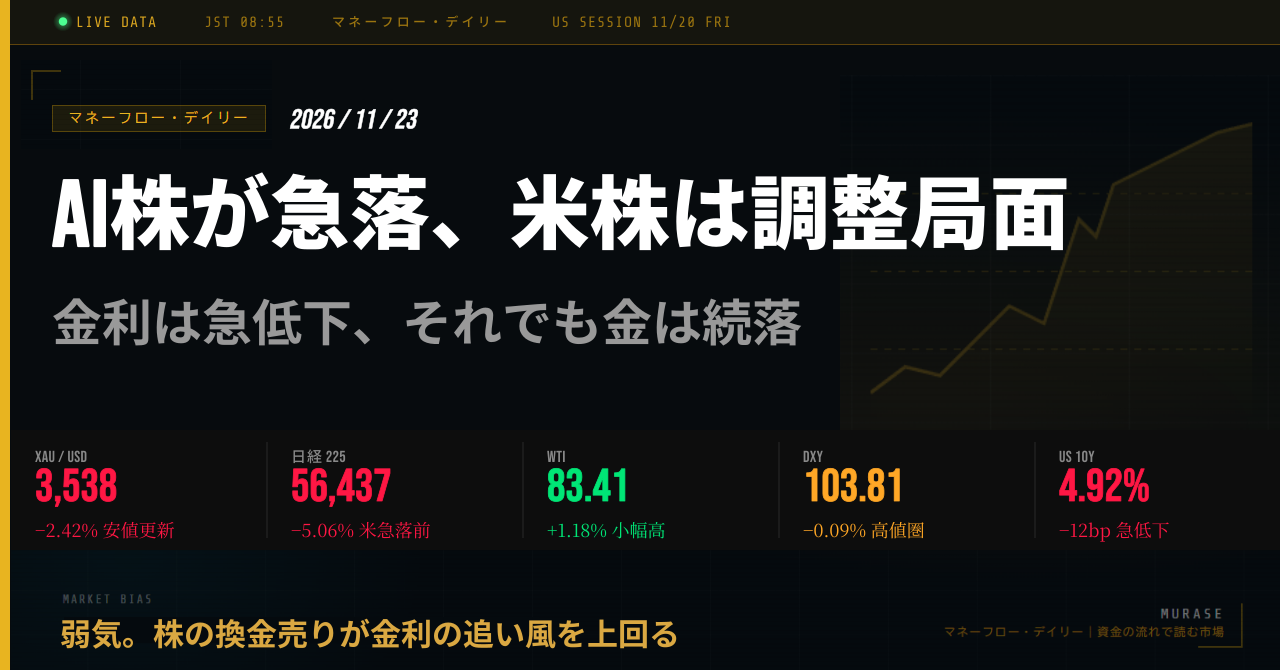 LIVE DATA JST 08:55 マネーフロー・デイリー US SESSION 11/20 FRI
マネーフロー・デイリー 2026 / 11 / 23
AI株が急落、米株は調整局面
金利は急低下、それでも金は続落
XAU / USD
3,538
−2.42% 安値更新
日経 225
56,437
−5.06% 米急落前
WTI
83.41
+1.18% 小幅高
DXY
103.81
−0.09% 高値圏
US 10Y
4.92%
−12bp 急低下
MARKET BIAS
弱気。株の換金売りが金利の追い風を上回る
MURASE
マネーフロー・デイリー｜資金の流れで読む市場